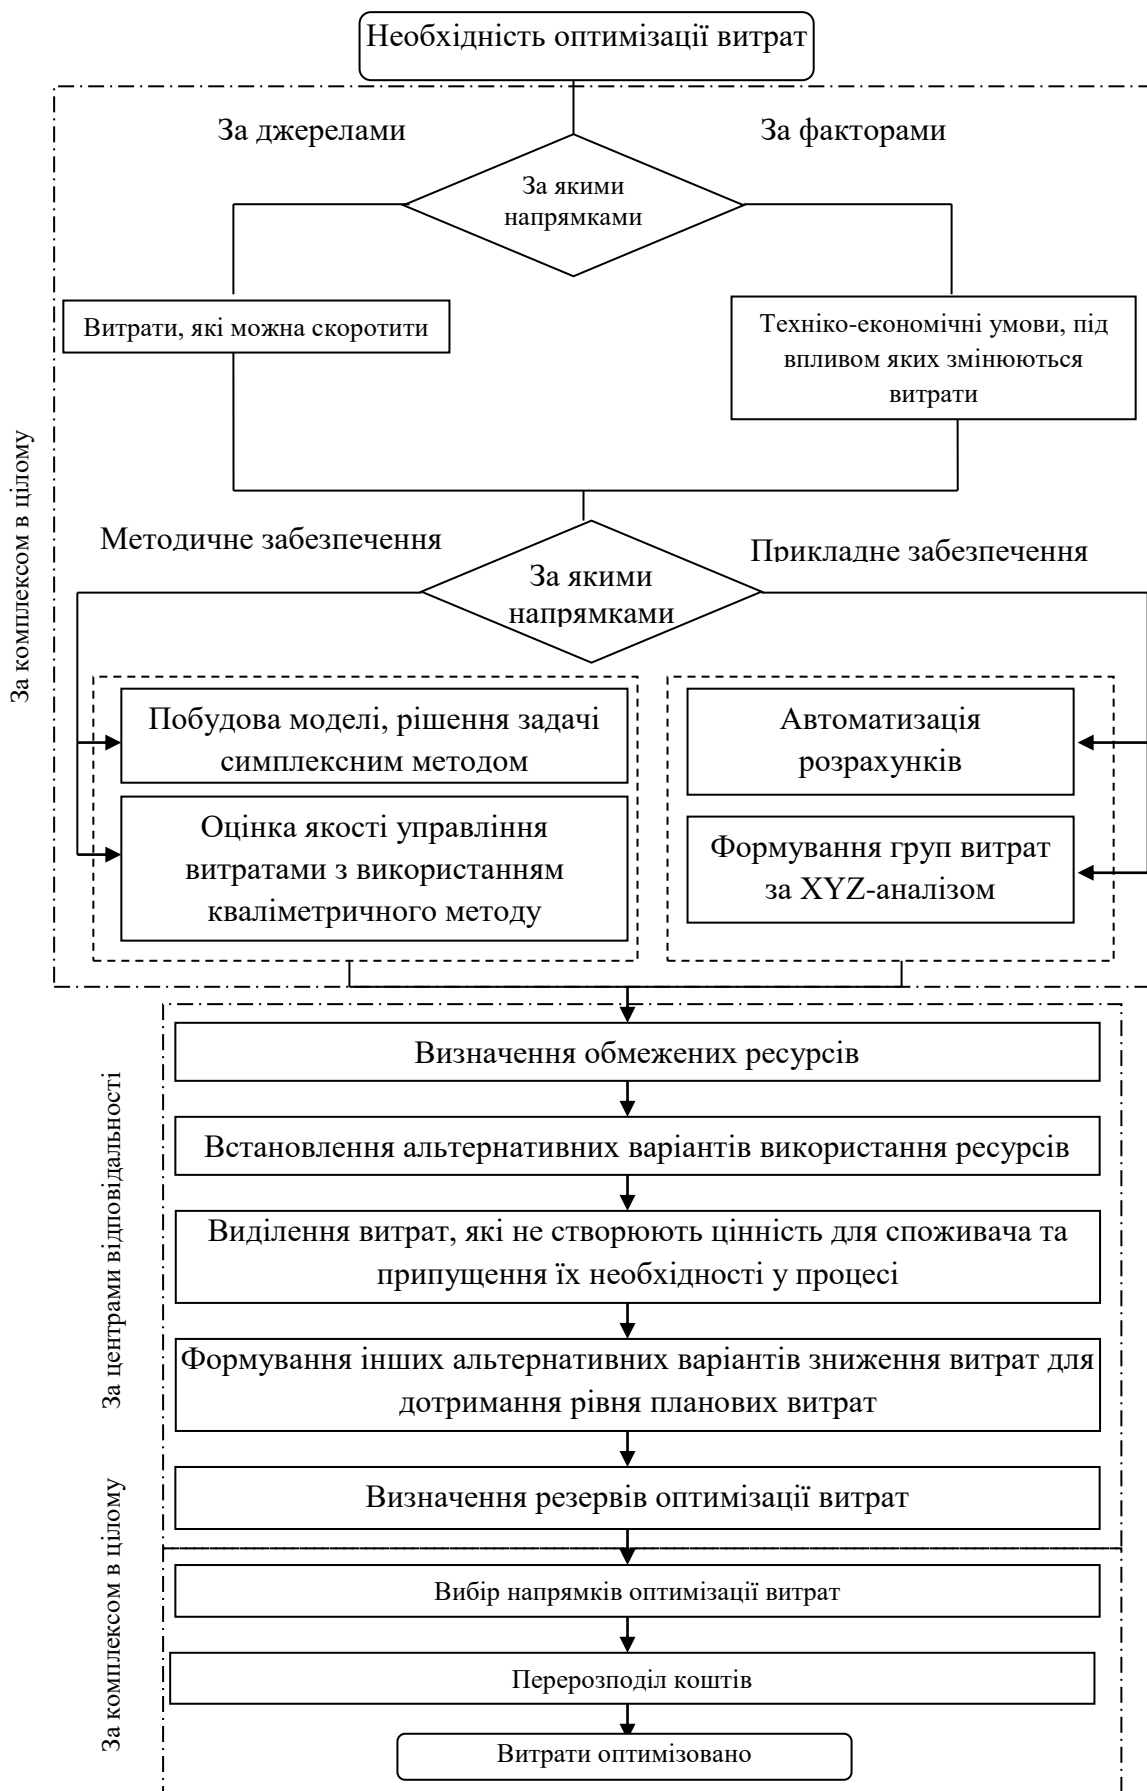 Необхідність оптимізації витрат
За джерелами
За факторами
За якими
напрямками
Витрати, які можна скоротити
Техніко-економічні умови, під
впливом яких змінюються
витрати
За комплексом в цілому
Методичне забезпечення
Прикладне забезпечення
За якими
напрямками
Побудова моделі, рішення задачі
симплексним методом
Оцінка якості управління
витратами з використанням
кваліметричного методу
Автоматизація
розрахунків
Формування груп витрат
за XYZ-аналізом
За центрами відповідальності
Визначення обмежених ресурсів
Встановлення альтернативних варіантів використання ресурсів
Виділення витрат, які не створюють цінність для споживача та
припущення їх необхідності у процесі
Формування інших альтернативних варіантів зниження витрат для
дотримання рівня планових витрат
Визначення резервів оптимізації витрат
За комплексом в цілому
Вибір напрямків оптимізації витрат
Перерозподіл коштів
Витрати оптимізовано